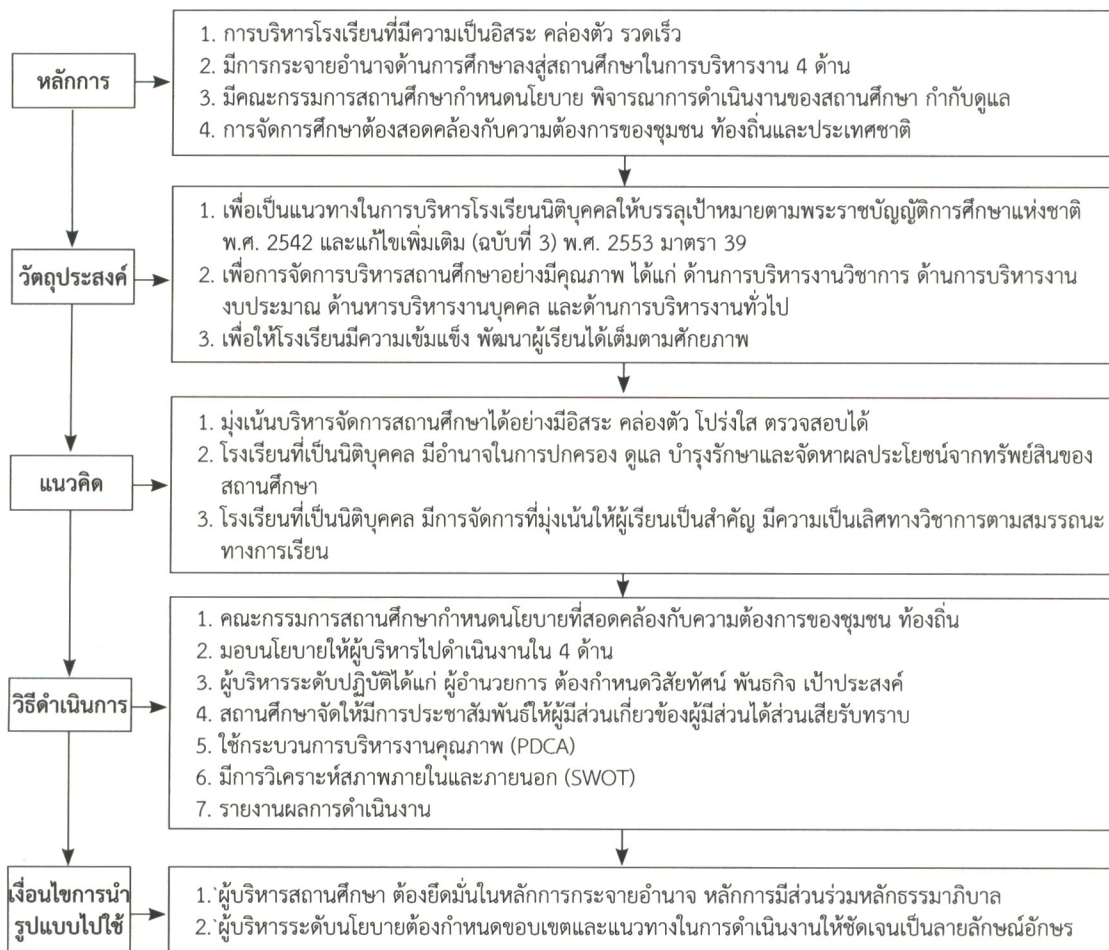 หลักการ
1. การบริหารโรงเรียนที่มีความเป็นอิสระ คล่องตัว รวดเร็ว
2. มีการกระจายอำนาจด้านการศึกษาลงสู่สถานศึกษาในการบริหารงาน 4 ด้าน
3. มีคณะกรรมการสถานศึกษากำหนดนโยบาย พิจารณาการดำเนินงานของสถานศึกษา กำกับดูแล
4. การจัดการศึกษาต้องสอดคล้องกับความต้องการของชุมชน ท้องถิ่นและประเทศชาติ
วัตถุประสงค์
1. เพื่อเป็นแนวทางในการบริหารโรงเรียนนิติบุคคลให้บรรลุเป้าหมายตามพระราชบัญญัติการศึกษาแห่งชาติ
พ.ศ. 2542 และแก้ไขเพิ่มเติม (ฉบับที่ 3) พ.ศ. 2553 มาตรา 39
2. เพื่อการจัดการบริหารสถานศึกษาอย่างมีคุณภาพ ได้แก่ ด้านการบริหารงานวิชาการ ด้านการบริหารงาน
งบประมาณ ด้านหารบริหารงานบุคคล และด้านการบริหารงานทั่วไป
3. เพื่อให้โรงเรียนมีความเข้มแข็ง พัฒนาผู้เรียนได้เต็มตามศักยภาพ
แนวคิด
1. มุ่งเน้นบริหารจัดการสถานศึกษาได้อย่างมีอิสระ คล่องตัว โปร่งใส ตรวจสอบได้
2. โรงเรียนที่เป็นนิติบุคคล มีอำนาจในการปกครอง ดูแล บำรุงรักษาและจัดหาผลประโยชน์จากทรัพย์สินของ
สถานศึกษา
3. โรงเรียนที่เป็นนิติบุคคล มีการจัดการที่มุ่งเน้นให้ผู้เรียนเป็นสำคัญ มีความเป็นเลิศทางวิชาการตามสมรรถนะ
ทางการเรียน
วิธีดำเนินการ
1. คณะกรรมการสถานศึกษากำหนดนโยบายที่สอดคล้องกับความต้องการของชุมชน ท้องถิ่น
2. มอบนโยบายให้ผู้บริหารไปดำเนินงานใน 4 ด้าน
3. ผู้บริหารระดับปฏิบัติได้แก่ ผู้อำนวยการ ต้องกำหนดวิสัยทัศน์ พันธกิจ เป้าประสงค์
4. สถานศึกษาจัดให้มีการประชาสัมพันธ์ให้ผู้มีส่วนเกี่ยวข้องผู้มีส่วนได้ส่วนเสียรับทราบ
5. ใช้กระบวนการบริหารงานคุณภาพ (PDCA)
6. มีการวิเคราะห์สภาพภายในและภายนอก (SWOT)
7. รายงานผลการดำเนินงาน
เงื่อนไขการนำ
รูปแบบไปใช้
1. ผู้บริหารสถานศึกษา ต้องยึดมั่นในหลักการกระจายอำนาจ หลักการมีส่วนร่วมหลักธรรมาภิบาล
2. ผู้บริหารระดับนโยบายต้องกำหนดขอบเขตและแนวทางในการดำเนินงานให้ชัดเจนเป็นลายลักษณ์อักษร